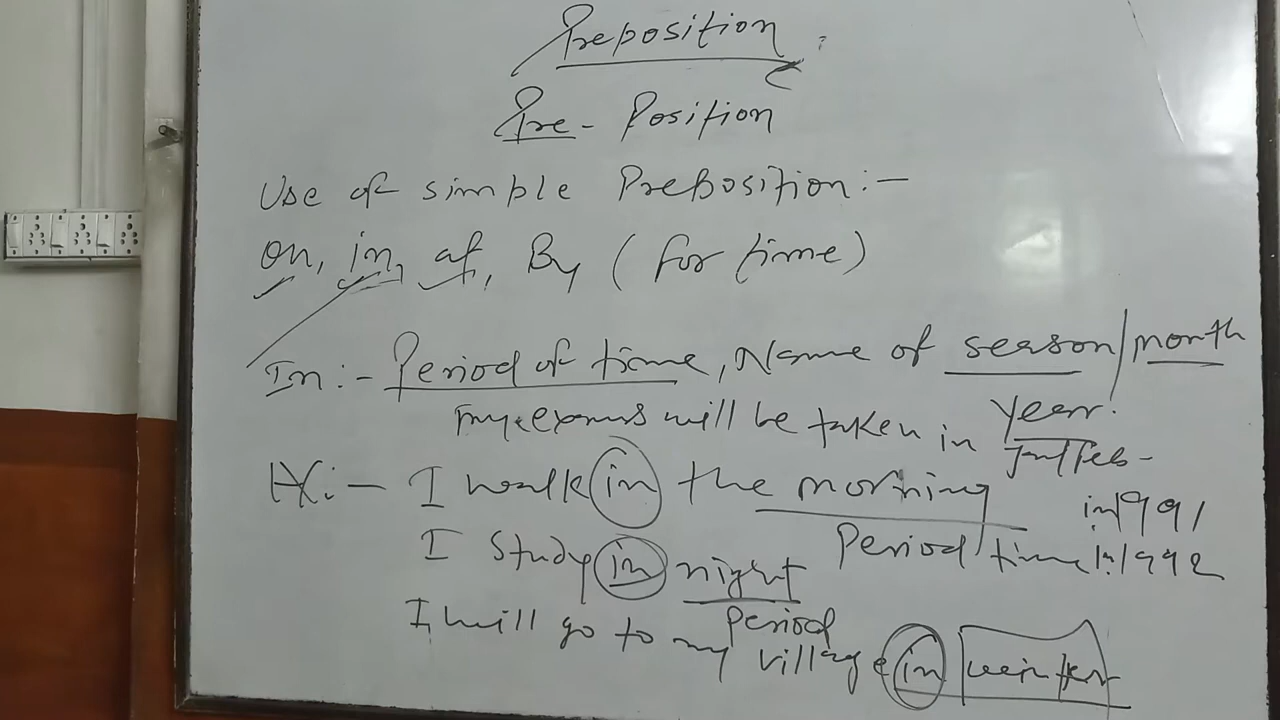 Preposition
Pre - Position
Use of simple Preposition:-
on, in, at, By (for time)
In:- Period of time, Name of season/month
year.
my exams will be taken in Jan/Feb-
Ex:- I walk in the morning
in 1991
Period time in 1992
I study in night
Period
I will go to my village in winter